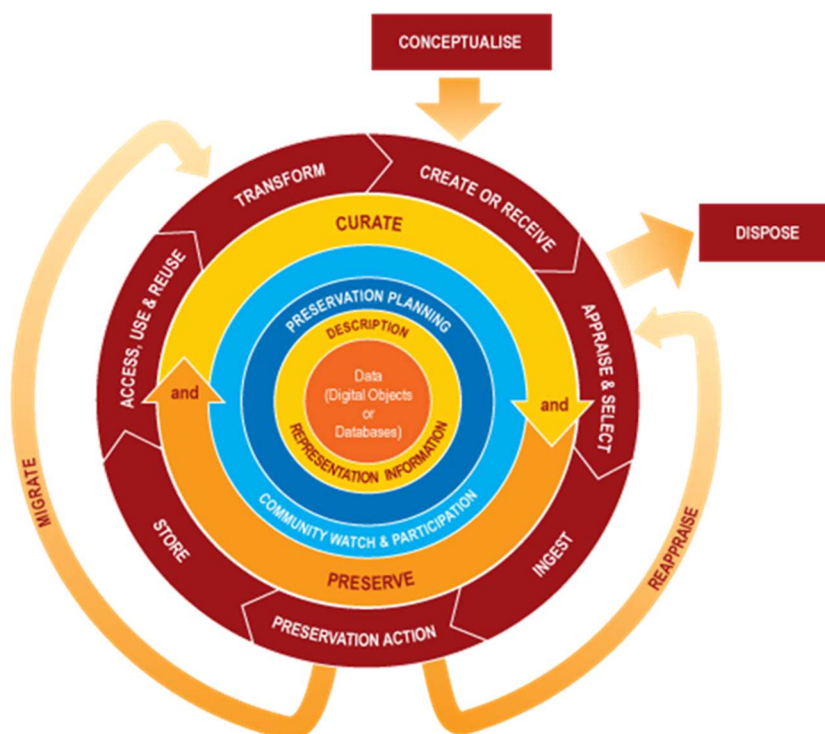 CONCEPTUALISE
CREATE OR RECEIVE
DISPOSE
APPRAISE & SELECT
REAPPRAISE
INGEST
PRESERVATION ACTION
STORE
MIGRATE
ACCESS, USE & REUSE
TRANSFORM
CURATE
and
PRESERVE
and
COMMUNITY WATCH & PARTICIPATION
PRESERVATION PLANNING
DESCRIPTION
REPRESENTATION INFORMATION
Data
(Digital Objects
or
Databases)